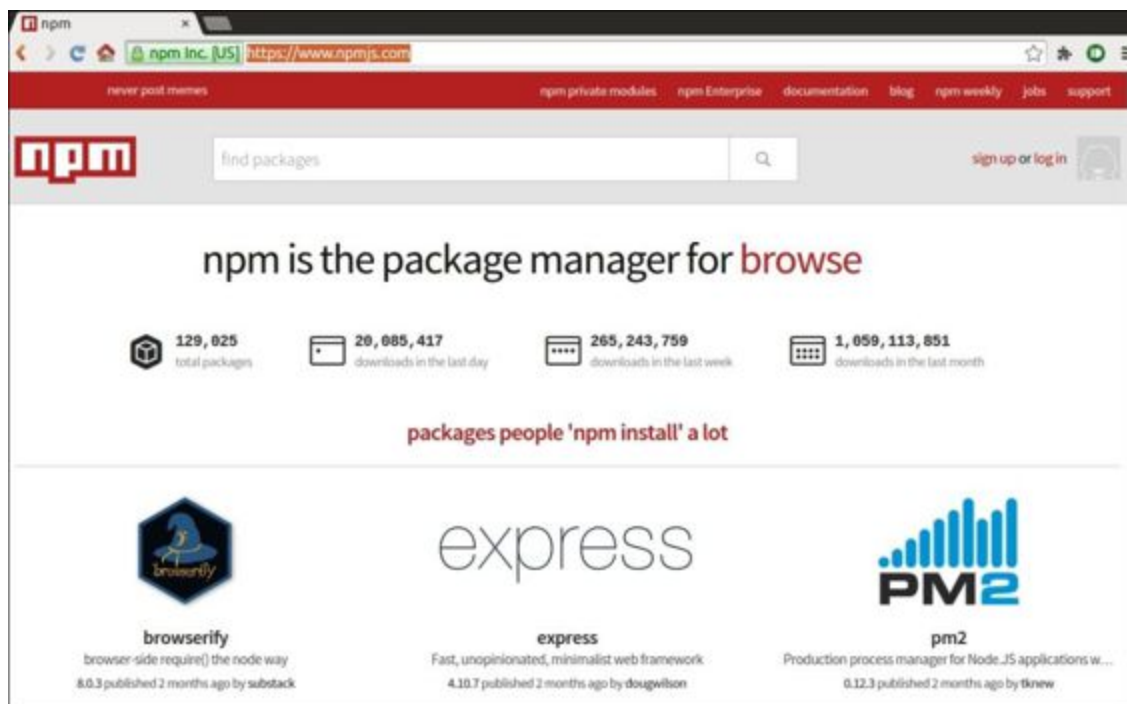 npm
npm Inc. [US] https://www.npmjs.com
never post memes npm private modules npm Enterprise documentation blog npm weekly jobs support
npm find packages sign up or log in
npm is the package manager for browse
129,025 20,085,417 265,243,759 1,059,113,851
total packages downloads in the last day downloads in the last week downloads in the last month
packages people 'npm install' a lot
browserify express PM2
browserify express pm2
browser-side require() the node way Fast, unopinionated, minimalist web framework Production process manager for Node.JS applications w...
8.0.3 published 2 months ago by substack 4.10.7 published 2 months ago by dougwilson 0.12.3 published 2 months ago by tknew